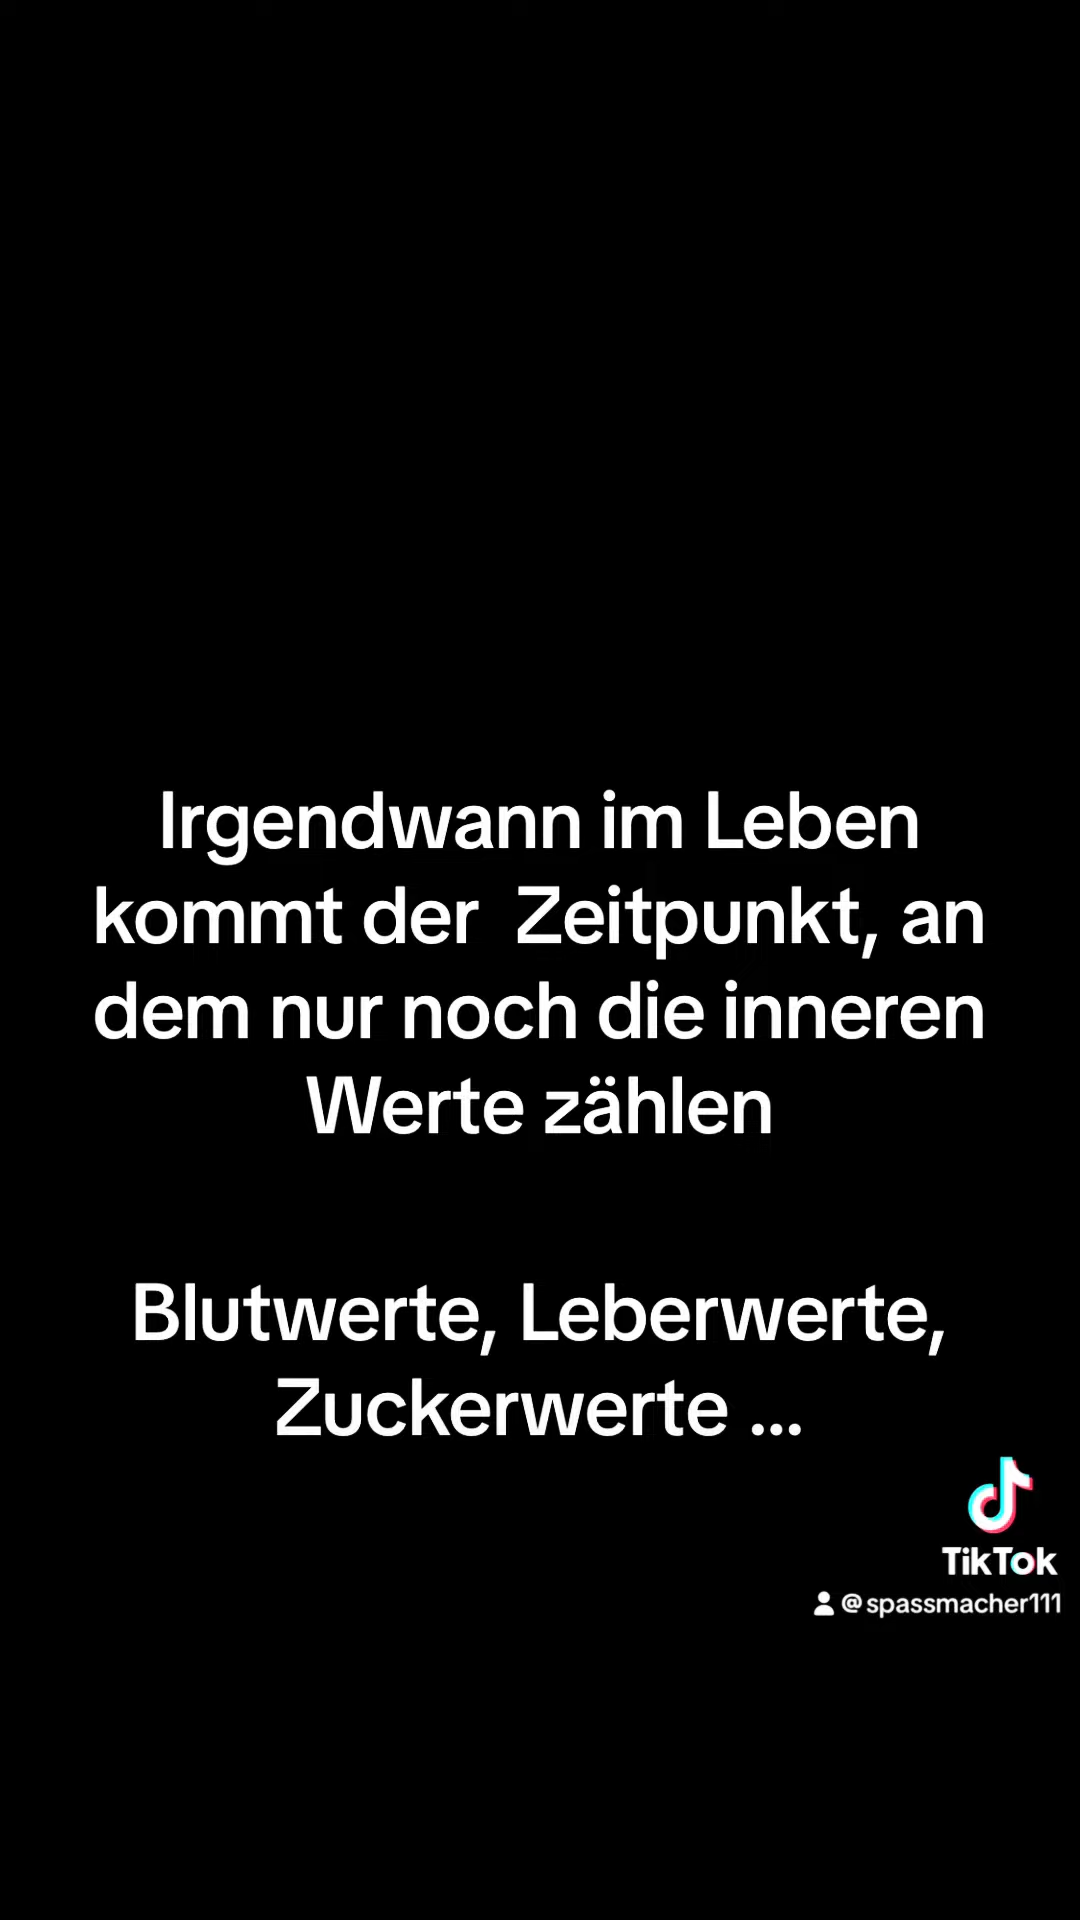 Irgendwann im Leben
kommt der  Zeitpunkt, an
dem nur noch die inneren
Werte zählen
Blutwerte, Leberwerte,
Zuckerwerte ...
TikTok
@spassmacher111